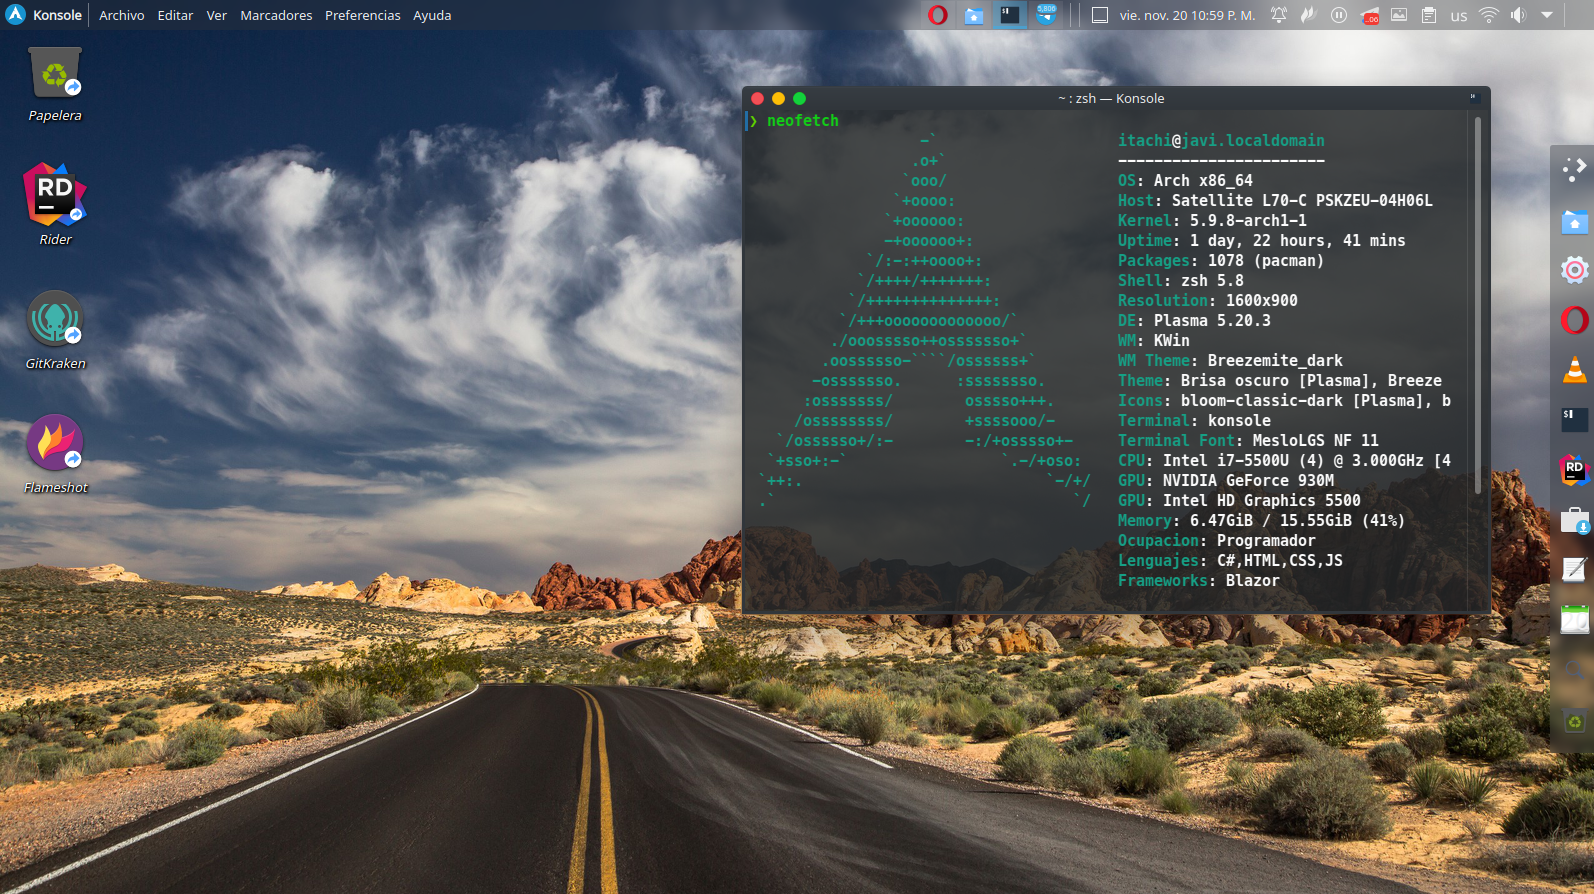 Konsole Archivo Editar Ver Marcadores Preferencias Ayuda
5,800
vie. nov. 20 10:59 P. M.
us
Papelera
RD
Rider
GitKraken
Flameshot
~ : zsh — Konsole
❯ neofetch
itachi@javi.localdomain
-----------------------
OS: Arch x86_64
Host: Satellite L70-C PSKZEU-04H06L
Kernel: 5.9.8-arch1-1
Uptime: 1 day, 22 hours, 41 mins
Packages: 1078 (pacman)
Shell: zsh 5.8
Resolution: 1600x900
DE: Plasma 5.20.3
WM: KWin
WM Theme: Breezemite_dark
Theme: Brisa oscuro [Plasma], Breeze
Icons: bloom-classic-dark [Plasma], b
Terminal: konsole
Terminal Font: MesloLGS NF 11
CPU: Intel i7-5500U (4) @ 3.000GHz [4
GPU: NVIDIA GeForce 930M
GPU: Intel HD Graphics 5500
Memory: 6.47GiB / 15.55GiB (41%)
Ocupacion: Programador
Lenguajes: C#,HTML,CSS,JS
Frameworks: Blazor
RD